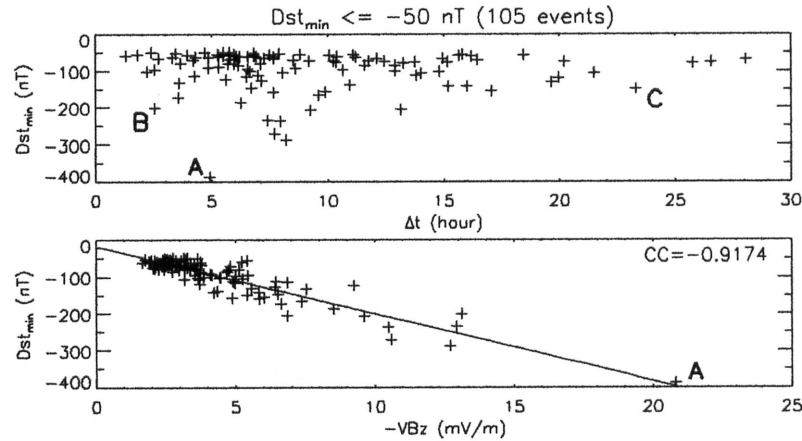 Dst_min <= −50 nT (105 events)
0
−100
−200
−300
−400
Dst_min (nT)
B
A
C
0 5 10 15 20 25 30
Δt (hour)
0
−100
−200
−300
−400
Dst_min (nT)
CC=−0.9174
A
0 5 10 15 20 25
−VBz (mV/m)